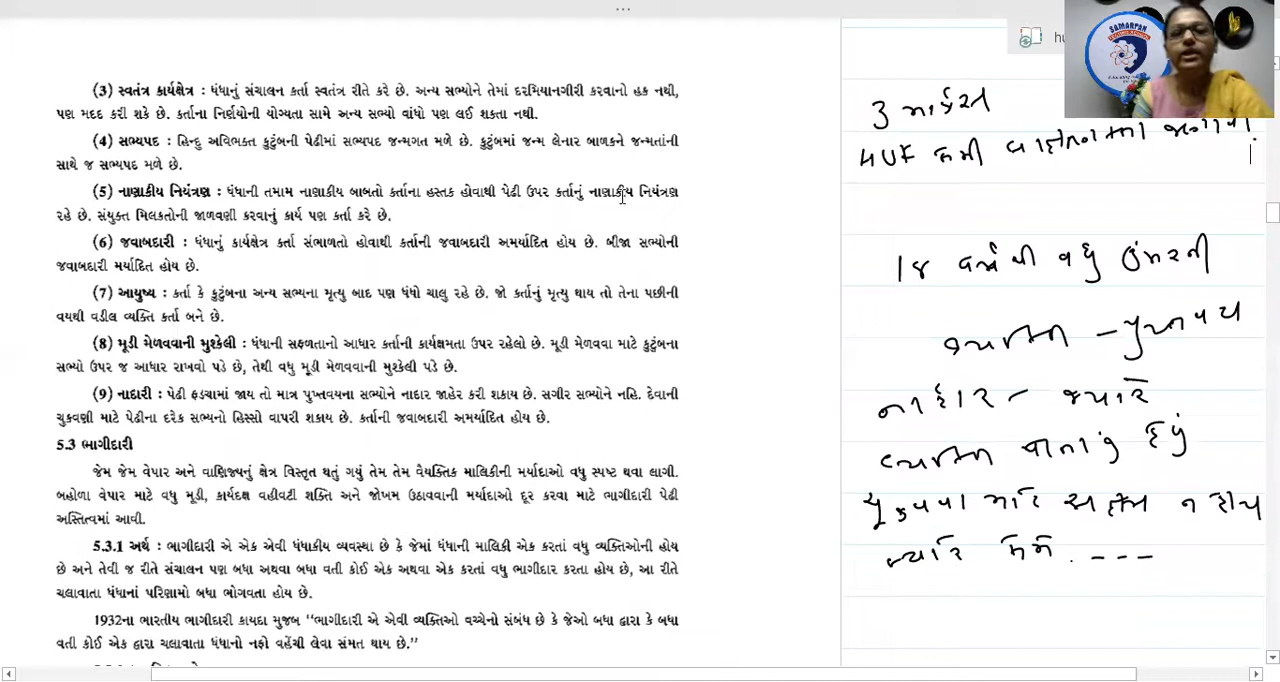 (3) સ્વતંત્ર કાર્યક્ષેત્ર : ધંધાનું સંચાલન કર્તા સ્વતંત્ર રીતે કરે છે. અન્ય સભ્યોને તેમાં દરમિયાનગીરી કરવાનો હક નથી,
પણ મદદ કરી શકે છે. કર્તાના નિર્ણયોની યોગ્યતા સામે અન્ય સભ્યો વાંધો પણ લઈ શકતા નથી.
(4) સભ્યપદ : હિન્દુ અવિભક્ત કુટુંબની પેઢીમાં સભ્યપદ જન્મગત મળે છે. કુટુંબમાં જન્મ લેનાર બાળકને જન્મતાંની
સાથે જ સભ્યપદ મળે છે.
(5) નાણાકીય નિયંત્રણ : ધંધાની તમામ નાણાકીય બાબતો કર્તાના હસ્તક હોવાથી પેઢી ઉપર કર્તાનું નાણાકીય નિયંત્રણ
રહે છે. સંયુક્ત મિલકતોની જાળવણી કરવાનું કાર્ય પણ કર્તા કરે છે.
(6) જવાબદારી : ધંધાનું કાર્યક્ષેત્ર કર્તા સંભાળતો હોવાથી કર્તાની જવાબદારી અમર્યાદિત હોય છે. બીજા સભ્યોની
જવાબદારી મર્યાદિત હોય છે.
(7) આયુષ્ય : કર્તા કે કુટુંબના અન્ય સભ્યના મૃત્યુ બાદ પણ ધંધો ચાલુ રહે છે. જો કર્તાનું મૃત્યુ થાય તો તેના પછીની
વયથી વડીલ વ્યક્તિ કર્તા બને છે.
(8) મૂડી મેળવવાની મુશ્કેલી : ધંધાની સફળતાનો આધાર કર્તાની કાર્યક્ષમતા ઉપર રહેલો છે. મૂડી મેળવવા માટે કુટુંબના
સભ્યો ઉપર જ આધાર રાખવો પડે છે, તેથી વધુ મૂડી મેળવવાની મુશ્કેલી પડે છે.
(9) નાદારી : પેઢી ફડચામાં જાય તો માત્ર પુખ્તવયના સભ્યોને નાદાર જાહેર કરી શકાય છે. સગીર સભ્યોને નહિ. દેવાની
ચુકવણી માટે પેઢીના દરેક સભ્યનો હિસ્સો વાપરી શકાય છે. કર્તાની જવાબદારી અમર્યાદિત હોય છે.
5.3 ભાગીદારી
જેમ જેમ વેપાર અને વાણિજ્યનું ક્ષેત્ર વિસ્તૃત થતું ગયું તેમ તેમ વૈયક્તિક માલિકીની મર્યાદાઓ વધુ સ્પષ્ટ થવા લાગી.
બહોળા વેપાર માટે વધુ મૂડી, કાર્યદક્ષ વહીવટી શક્તિ અને જોખમ ઉઠાવવાની મર્યાદાઓ દૂર કરવા માટે ભાગીદારી પેઢી
અસ્તિત્વમાં આવી.
5.3.1 અર્થ : ભાગીદારી એ એક એવી ધંધાકીય વ્યવસ્થા છે કે જેમાં ધંધાની માલિકી એક કરતાં વધુ વ્યક્તિઓની હોય
છે અને તેવી જ રીતે સંચાલન પણ બધા અથવા બધા વતી કોઈ એક અથવા એક કરતાં વધુ ભાગીદાર કરતા હોય છે, આ રીતે
ચલાવાતા ધંધાનાં પરિણામો બધા ભોગવતા હોય છે.
1932ના ભારતીય ભાગીદારી કાયદા મુજબ “ભાગીદારી એ એવી વ્યક્તિઓ વચ્ચેનો સંબંધ છે કે જેઓ બધા દ્વારા કે બધા
વતી કોઈ એક દ્વારા ચલાવાતા ધંધાનો નફો વહેંચી લેવા સંમત થાય છે.”
SAMARPAN
hu
3 માર્કસ
HUF
18 વર્ષથી વધુ ઉંમરની
વ્યક્તિ – પુખ્તવય
નાદાર – જ્યારે
વ્યક્તિ પોતાનું દેવું
ચૂકવવા માટે સક્ષમ ન હોય
ત્યારે તેને . – – –